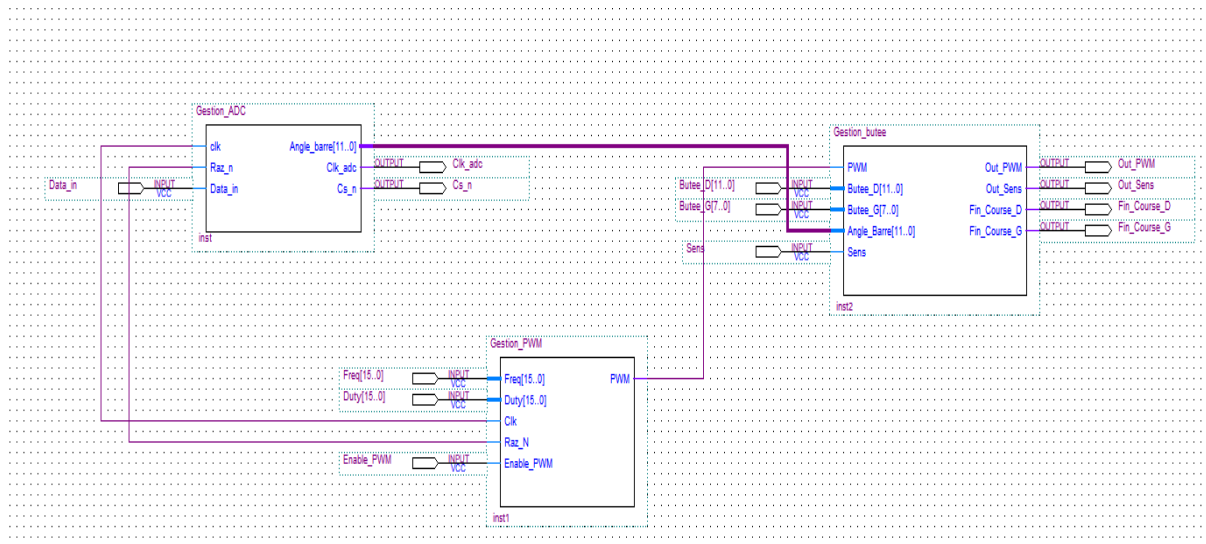 Gestion_ADC
clk
Raz_n
Data_in
Angle_barre[11..0]
Clk_adc
Cs_n
inst
Data_in
INPUT
VCC
OUTPUT
Clk_adc
OUTPUT
Cs_n
Gestion_butee
PWM
Butee_D[11..0]
Butee_G[7..0]
Angle_Barre[11..0]
Sens
Out_PWM
Out_Sens
Fin_Course_D
Fin_Course_G
inst2
Butee_D[11..0]
INPUT
VCC
Butee_G[7..0]
INPUT
VCC
Sens
INPUT
VCC
OUTPUT
Out_PWM
OUTPUT
Out_Sens
OUTPUT
Fin_Course_D
OUTPUT
Fin_Course_G
Gestion_PWM
Freq[15..0]
Duty[15..0]
Clk
Raz_N
Enable_PWM
PWM
inst1
Freq[15..0]
INPUT
VCC
Duty[15..0]
INPUT
VCC
Enable_PWM
INPUT
VCC